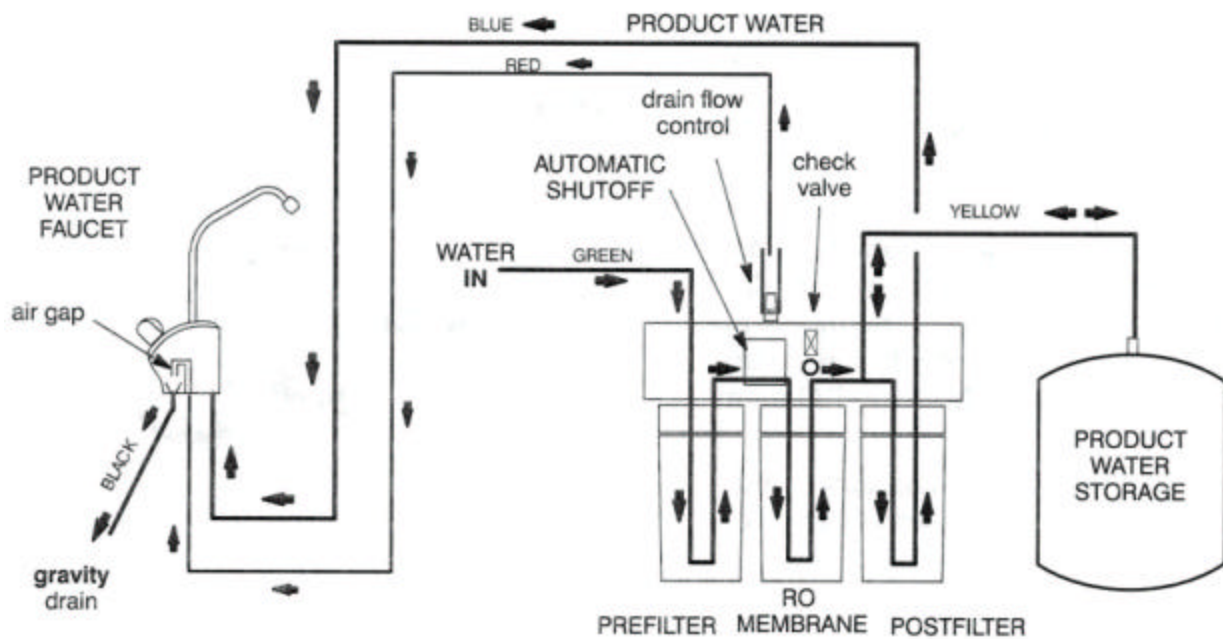 BLUE
PRODUCT WATER
RED
drain flow
control
AUTOMATIC
SHUTOFF
check
valve
PRODUCT
WATER
FAUCET
YELLOW
WATER
IN
GREEN
air gap
BLACK
PRODUCT
WATER
STORAGE
gravity
drain
PREFILTER
RO
MEMBRANE
POSTFILTER